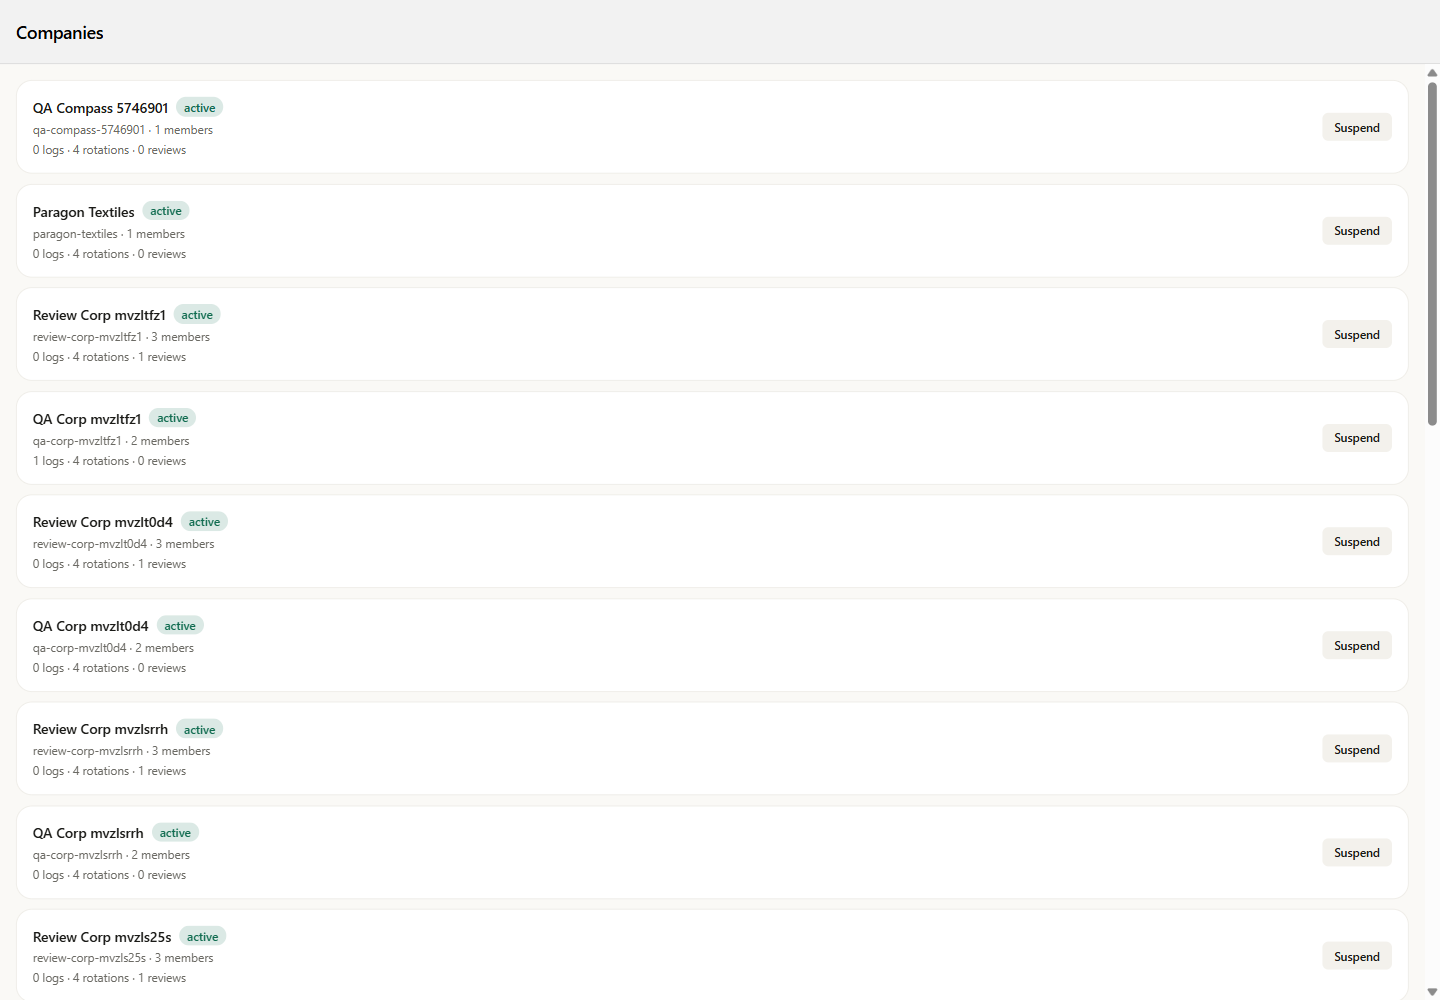 Companies
QA Compass 5746901 active
qa-compass-5746901 · 1 members
0 logs · 4 rotations · 0 reviews
Suspend
Paragon Textiles active
paragon-textiles · 1 members
0 logs · 4 rotations · 0 reviews
Suspend
Review Corp mvzltfz1 active
review-corp-mvzltfz1 · 3 members
0 logs · 4 rotations · 1 reviews
Suspend
QA Corp mvzltfz1 active
qa-corp-mvzltfz1 · 2 members
1 logs · 4 rotations · 0 reviews
Suspend
Review Corp mvzlt0d4 active
review-corp-mvzlt0d4 · 3 members
0 logs · 4 rotations · 1 reviews
Suspend
QA Corp mvzlt0d4 active
qa-corp-mvzlt0d4 · 2 members
0 logs · 4 rotations · 0 reviews
Suspend
Review Corp mvzlsrrh active
review-corp-mvzlsrrh · 3 members
0 logs · 4 rotations · 1 reviews
Suspend
QA Corp mvzlsrrh active
qa-corp-mvzlsrrh · 2 members
0 logs · 4 rotations · 0 reviews
Suspend
Review Corp mvzls25s active
review-corp-mvzls25s · 3 members
0 logs · 4 rotations · 1 reviews
Suspend